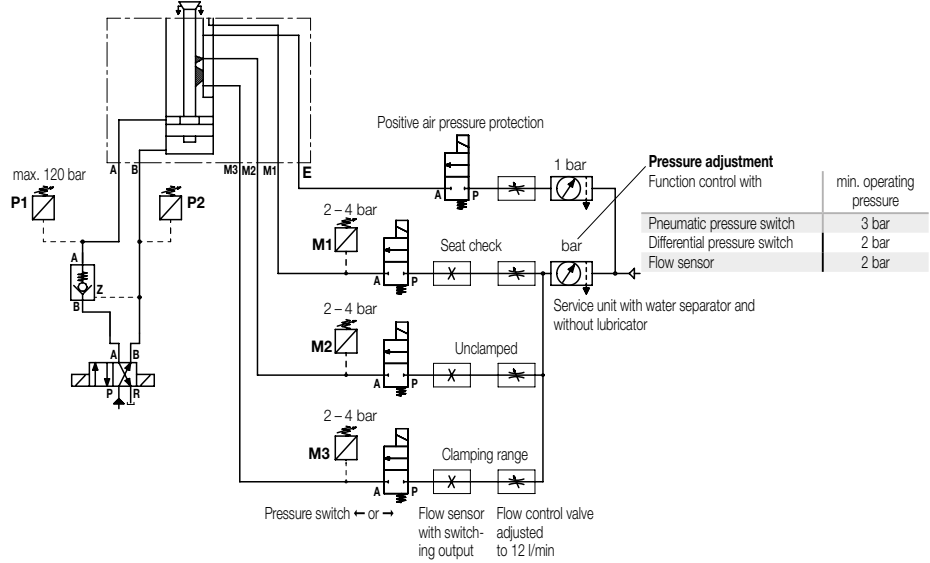 Positive air pressure protection
A
B
M3
M2
M1
E
max. 120 bar
P1
P2
A
P
1 bar
Pressure adjustment
Function control with
min. operating
pressure
Pneumatic pressure switch 3 bar
Differential pressure switch 2 bar
Flow sensor 2 bar
2 – 4 bar
M1
Seat check
bar
A
P
A
Z
B
Service unit with water separator and
without lubricator
2 – 4 bar
M2
Unclamped
A
P
A
B
P
R
2 – 4 bar
M3
Clamping range
A
P
Pressure switch ← or →
Flow sensor
with switch-
ing output
Flow control valve
adjusted
to 12 l/min